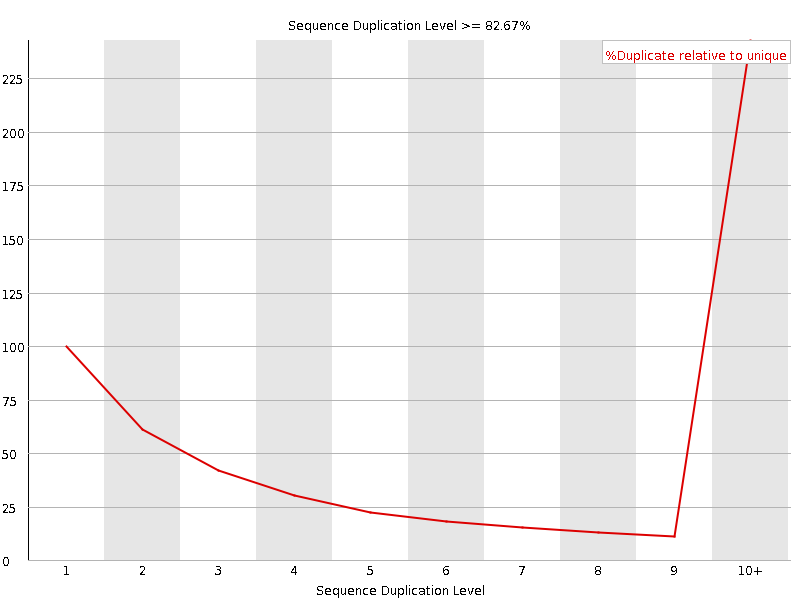 Sequence Duplication Level >= 82.67%
%Duplicate relative to unique
225
200
175
150
125
100
75
50
25
0
1 2 3 4 5 6 7 8 9 10+
Sequence Duplication Level